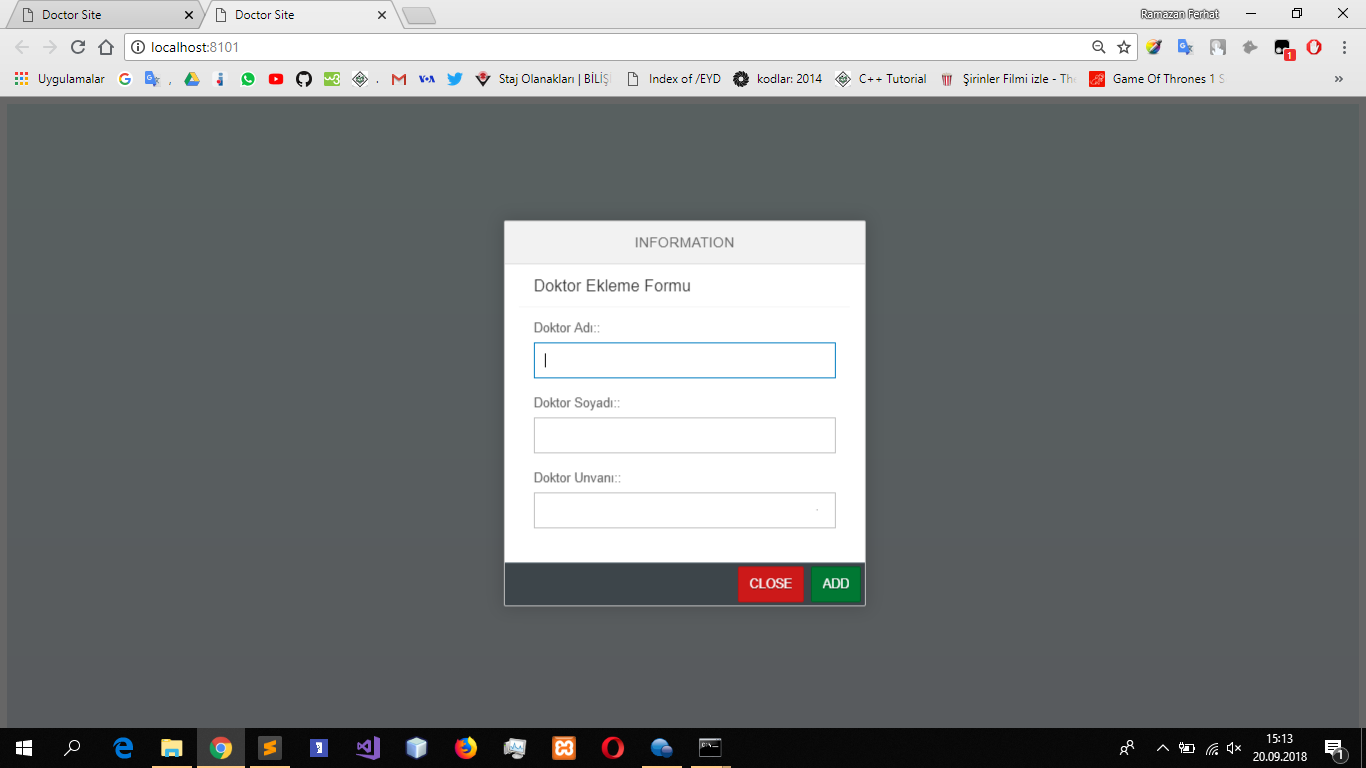 Doctor Site
Doctor Site
Ramazan Ferhat
localhost:8101
Uygulamalar
,
.
Staj Olanakları | BİLİŞ
Index of /EYD
kodlar: 2014
C++ Tutorial
Şirinler Filmi izle - The
Game Of Thrones 1 S
»
INFORMATION
Doktor Ekleme Formu
Doktor Adı::
Doktor Soyadı::
Doktor Unvanı::
CLOSE
ADD
15:13
20.09.2018
1